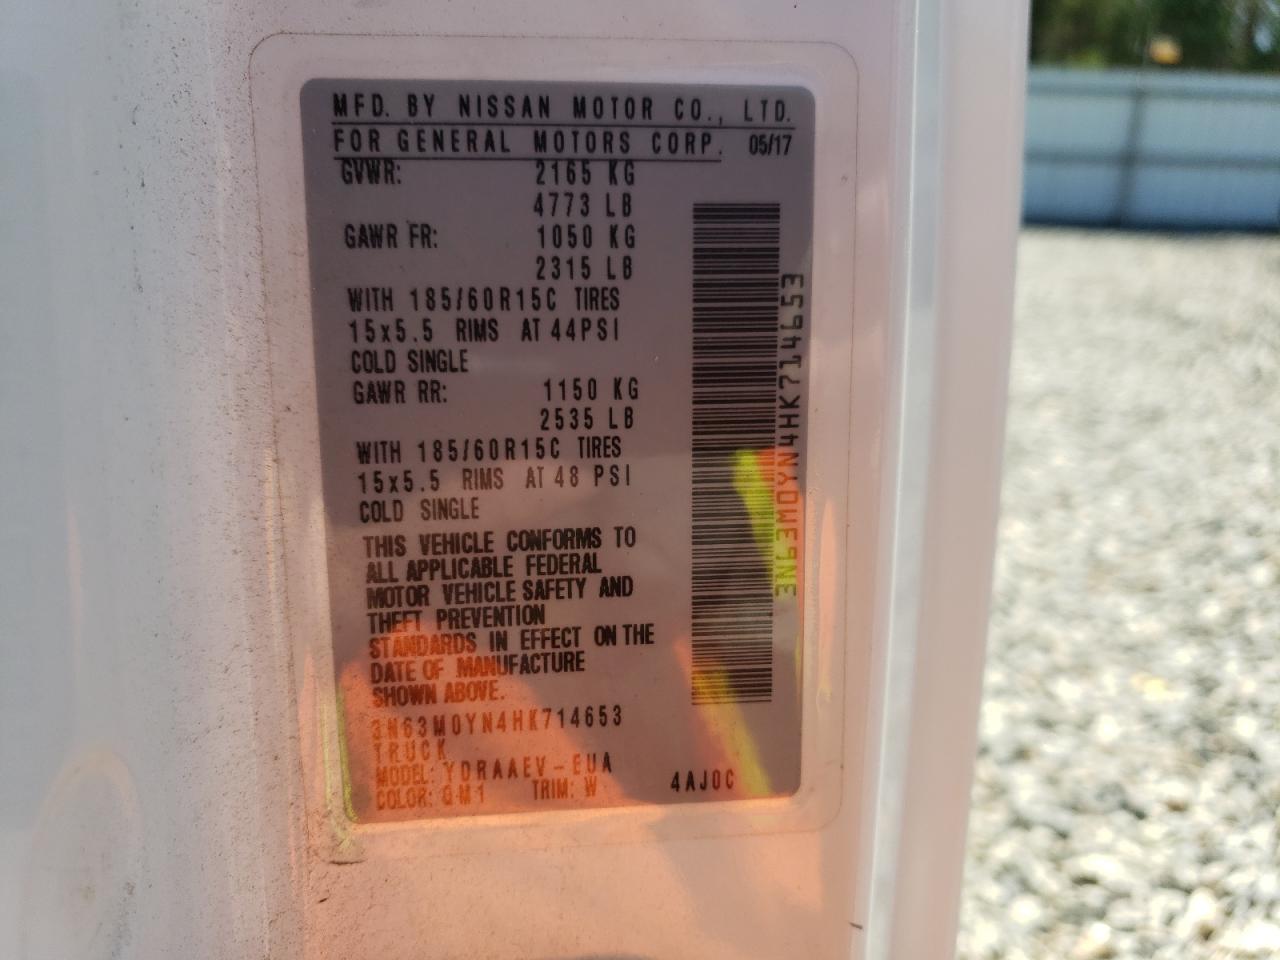 MFD. BY NISSAN MOTOR CO., LTD.
FOR GENERAL MOTORS CORP. 05/17
GVWR: 2165 KG
4773 LB
GAWR FR: 1050 KG
2315 LB
WITH 185/60R15C TIRES
15x5.5 RIMS AT 44PSI
COLD SINGLE
GAWR RR: 1150 KG
2535 LB
WITH 185/60R15C TIRES
15x5.5 RIMS AT 48 PSI
COLD SINGLE
THIS VEHICLE CONFORMS TO
ALL APPLICABLE FEDERAL
MOTOR VEHICLE SAFETY AND
THEFT PREVENTION
STANDARDS IN EFFECT ON THE
DATE OF MANUFACTURE
SHOWN ABOVE.
3N63M0YN4HK714653
TRUCK
MODEL: YDRAAEV-EUA
COLOR: QM1 TRIM: W 4AJ0C
3N63M0YN4HK714653